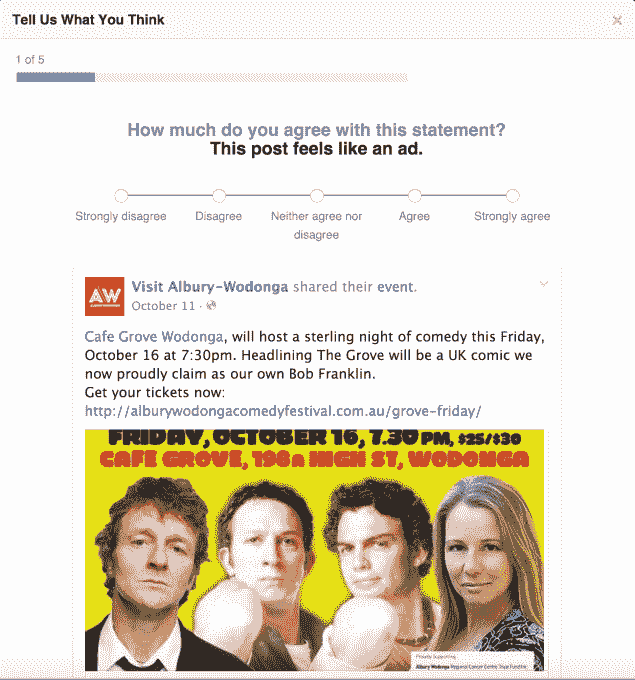 Tell Us What You Think
1 of 5
How much do you agree with this statement?
This post feels like an ad.
Strongly disagree
Disagree
Neither agree nor
disagree
Agree
Strongly agree
AW
Visit Albury-Wodonga shared their event.
October 11 ·
Cafe Grove Wodonga, will host a sterling night of comedy this Friday,
October 16 at 7:30pm. Headlining The Grove will be a UK comic we
now proudly claim as our own Bob Franklin.
Get your tickets now:
http://alburywodongacomedyfestival.com.au/grove-friday/
FRIDAY, OCTOBER 16, 7.30PM, $25/$30
CAFE GROVE, 198A HIGH ST, WODONGA
Proudly Supporting
Albury Wodonga Regional Cancer Centre Trust Fund